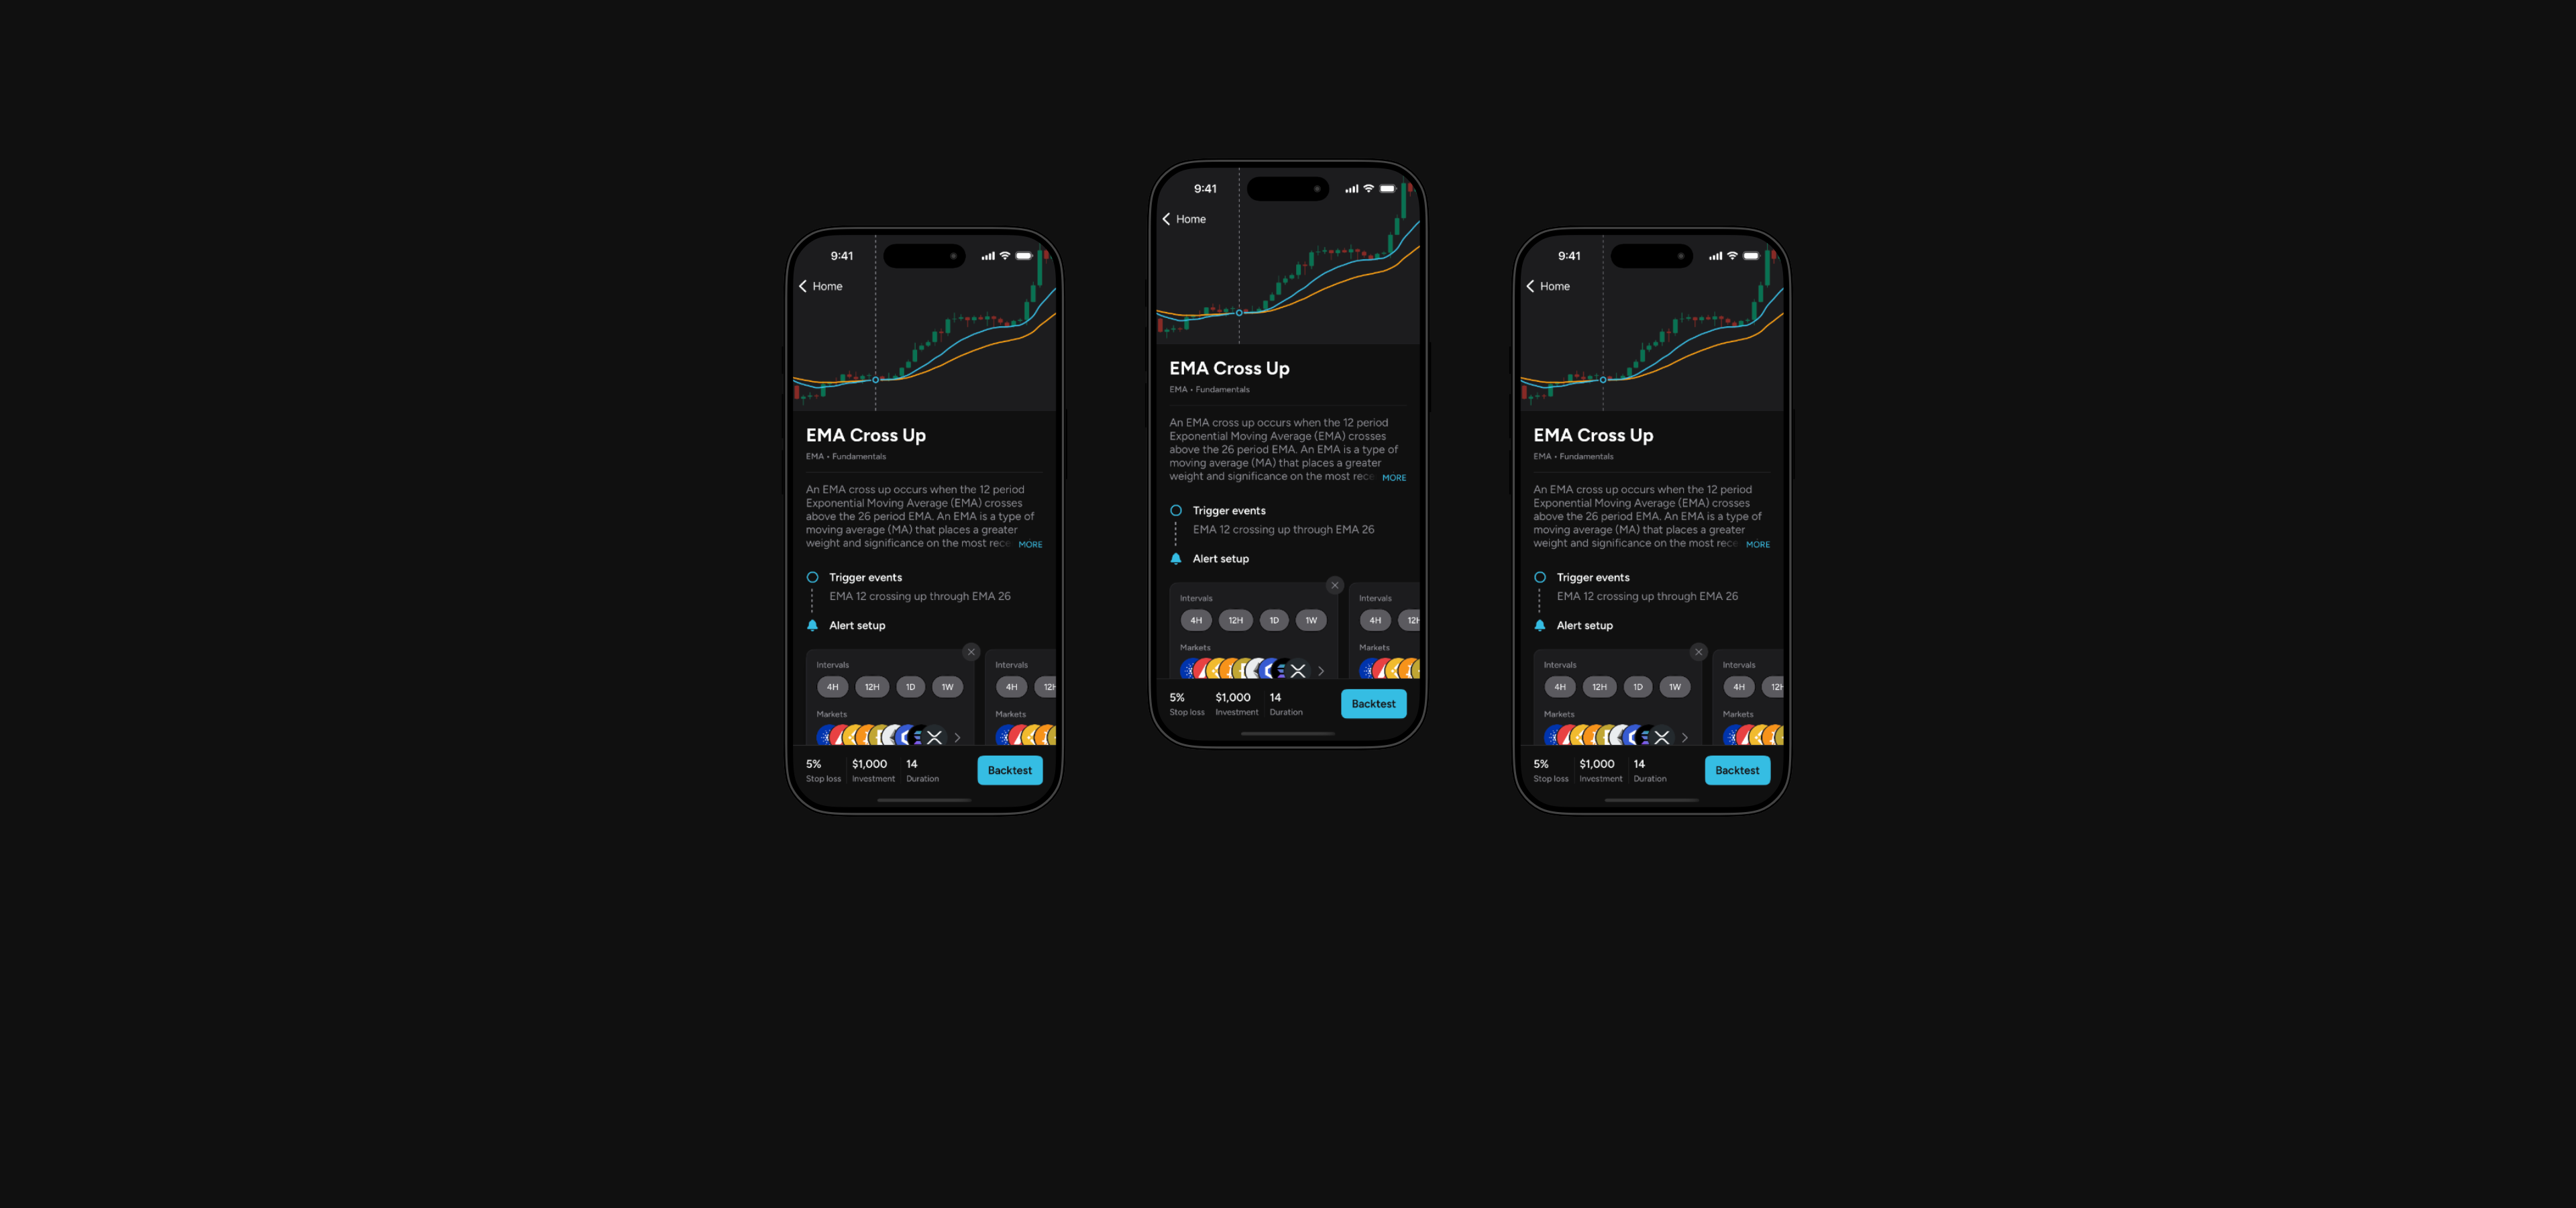 9:41
Home
EMA Cross Up
EMA • Fundamentals
An EMA cross up occurs when the 12 period
Exponential Moving Average (EMA) crosses
above the 26 period EMA. An EMA is a type of
moving average (MA) that places a greater
weight and significance on the most rece MORE
Trigger events
EMA 12 crossing up through EMA 26
Alert setup
Intervals Intervals
4H 12H 1D 1W 4H 12H
Markets Markets
5% $1,000 14
Stop loss Investment Duration
Backtest
9:41
Home
EMA Cross Up
EMA • Fundamentals
An EMA cross up occurs when the 12 period
Exponential Moving Average (EMA) crosses
above the 26 period EMA. An EMA is a type of
moving average (MA) that places a greater
weight and significance on the most rece MORE
Trigger events
EMA 12 crossing up through EMA 26
Alert setup
Intervals Intervals
4H 12H 1D 1W 4H 12H
Markets Markets
5% $1,000 14
Stop loss Investment Duration
Backtest
9:41
Home
EMA Cross Up
EMA • Fundamentals
An EMA cross up occurs when the 12 period
Exponential Moving Average (EMA) crosses
above the 26 period EMA. An EMA is a type of
moving average (MA) that places a greater
weight and significance on the most rece MORE
Trigger events
EMA 12 crossing up through EMA 26
Alert setup
Intervals Intervals
4H 12H 1D 1W 4H 12H
Markets Markets
5% $1,000 14
Stop loss Investment Duration
Backtest